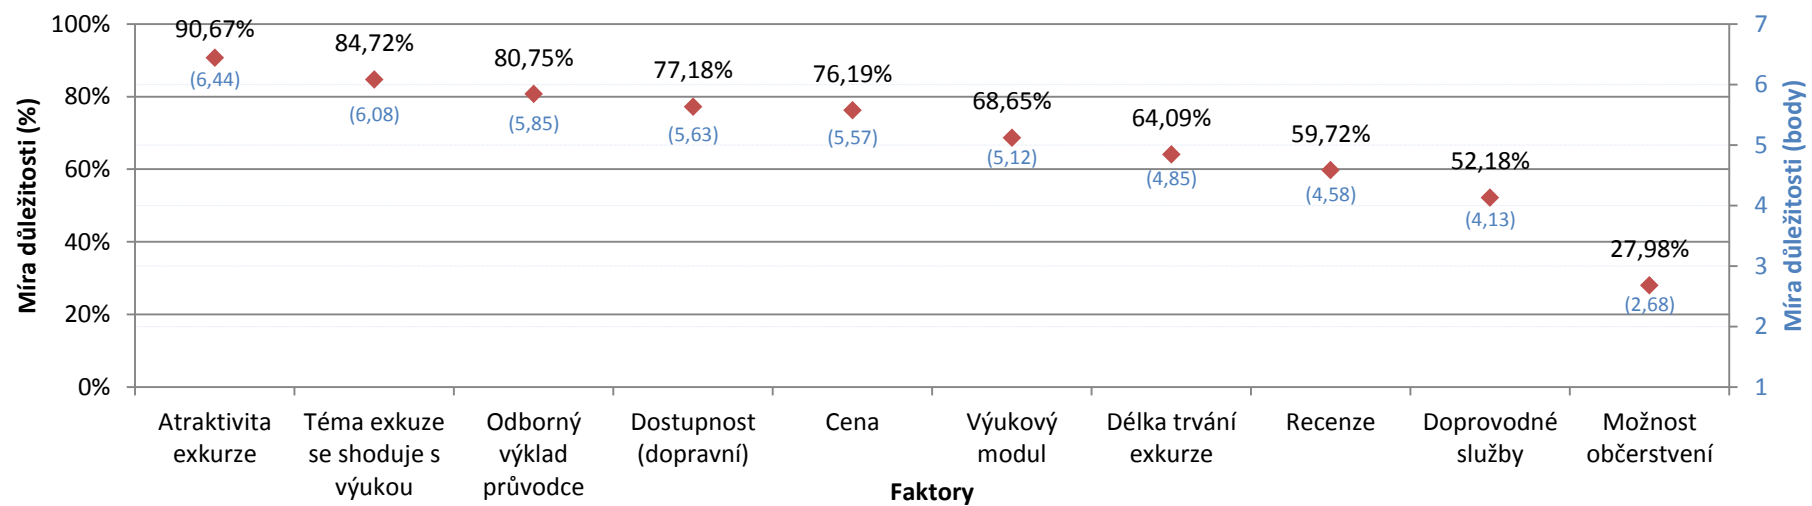 Míra důležitosti (%)
100%
80%
60%
40%
20%
0%
90,67%
(6,44)
84,72%
(6,08)
80,75%
(5,85)
77,18%
(5,63)
76,19%
(5,57)
68,65%
(5,12)
64,09%
(4,85)
59,72%
(4,58)
52,18%
(4,13)
27,98%
(2,68)
7
6
5
4
3
2
1
Míra důležitosti (body)
Atraktivita
exkurze
Téma exkuze
se shoduje s
výukou
Odborný
výklad
průvodce
Dostupnost
(dopravní)
Cena
Výukový
modul
Délka trvání
exkurze
Recenze
Doprovodné
služby
Možnost
občerstvení
Faktory